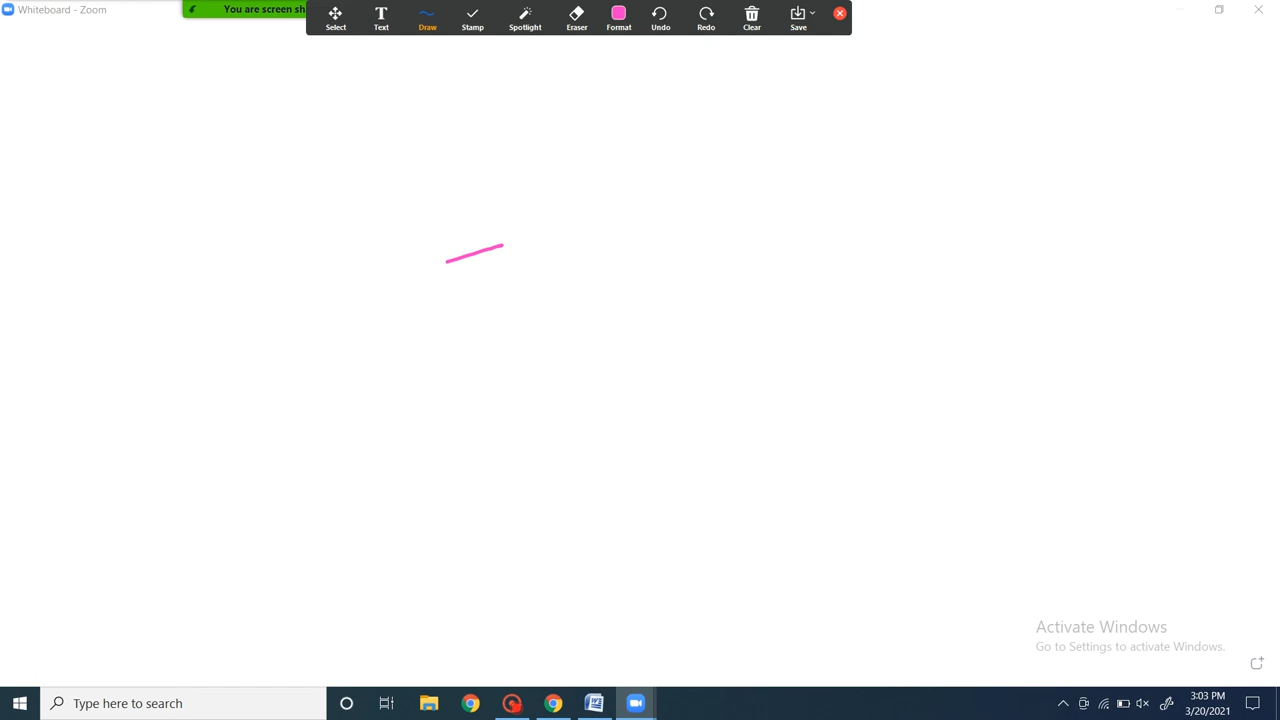 Whiteboard - Zoom
You are screen sh
Select
Text
Draw
Stamp
Spotlight
Eraser
Format
Undo
Redo
Clear
Save
Activate Windows
Go to Settings to activate Windows.
Type here to search
3:03 PM
3/20/2021